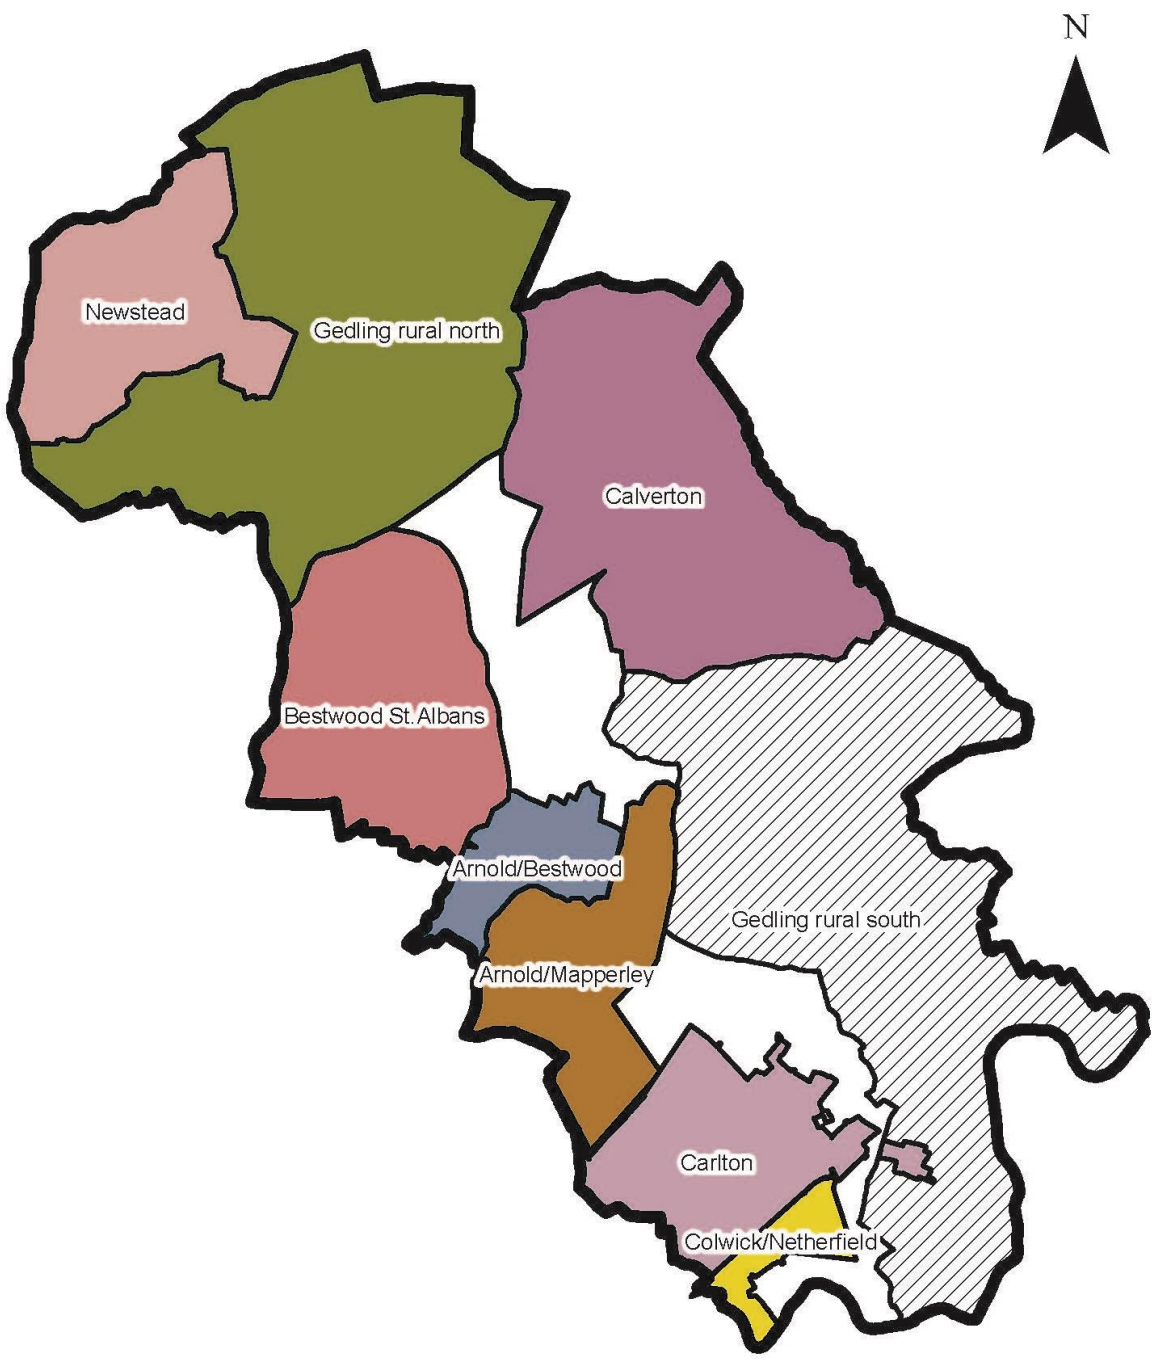 N
Newstead
Gedling rural north
Calverton
Bestwood St.Albans
Arnold/Bestwood
Gedling rural south
Arnold/Mapperley
Carlton
Colwick/Netherfield